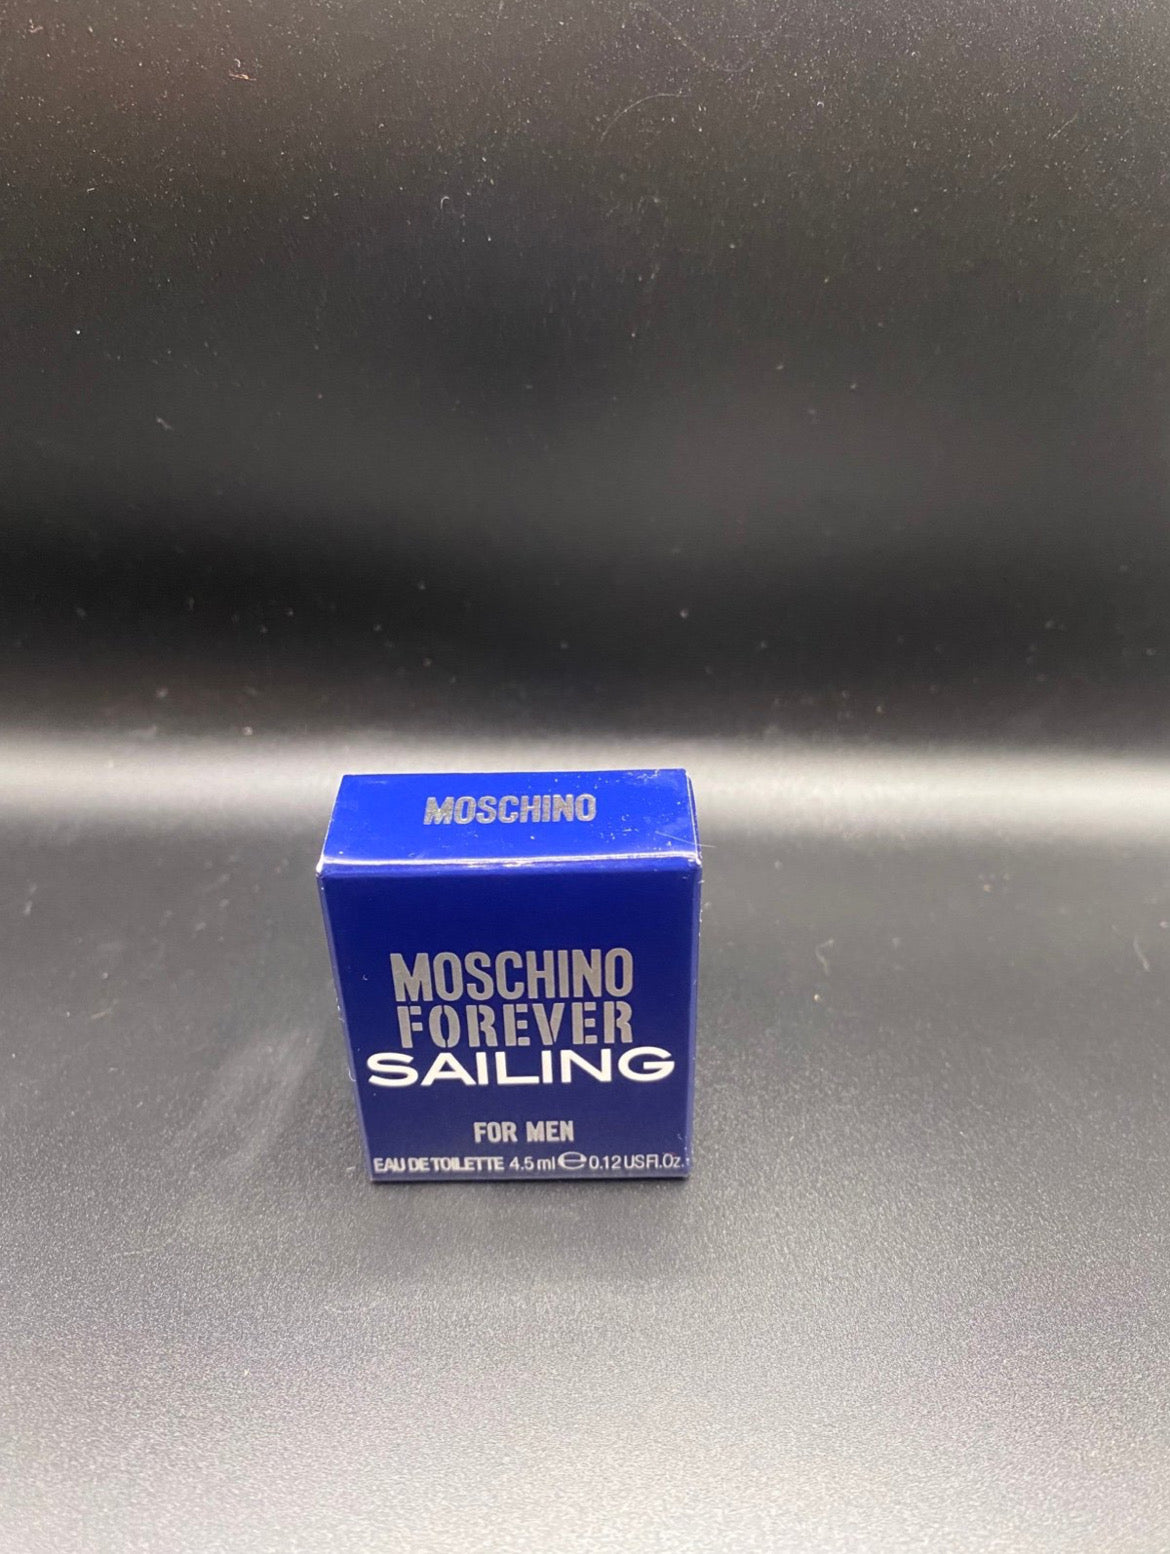 MOSCHINO
MOSCHINO
FOREVER
SAILING
FOR MEN
EAU DE TOILETTE 4.5 ml ℮ 0.12 US Fl.Oz.